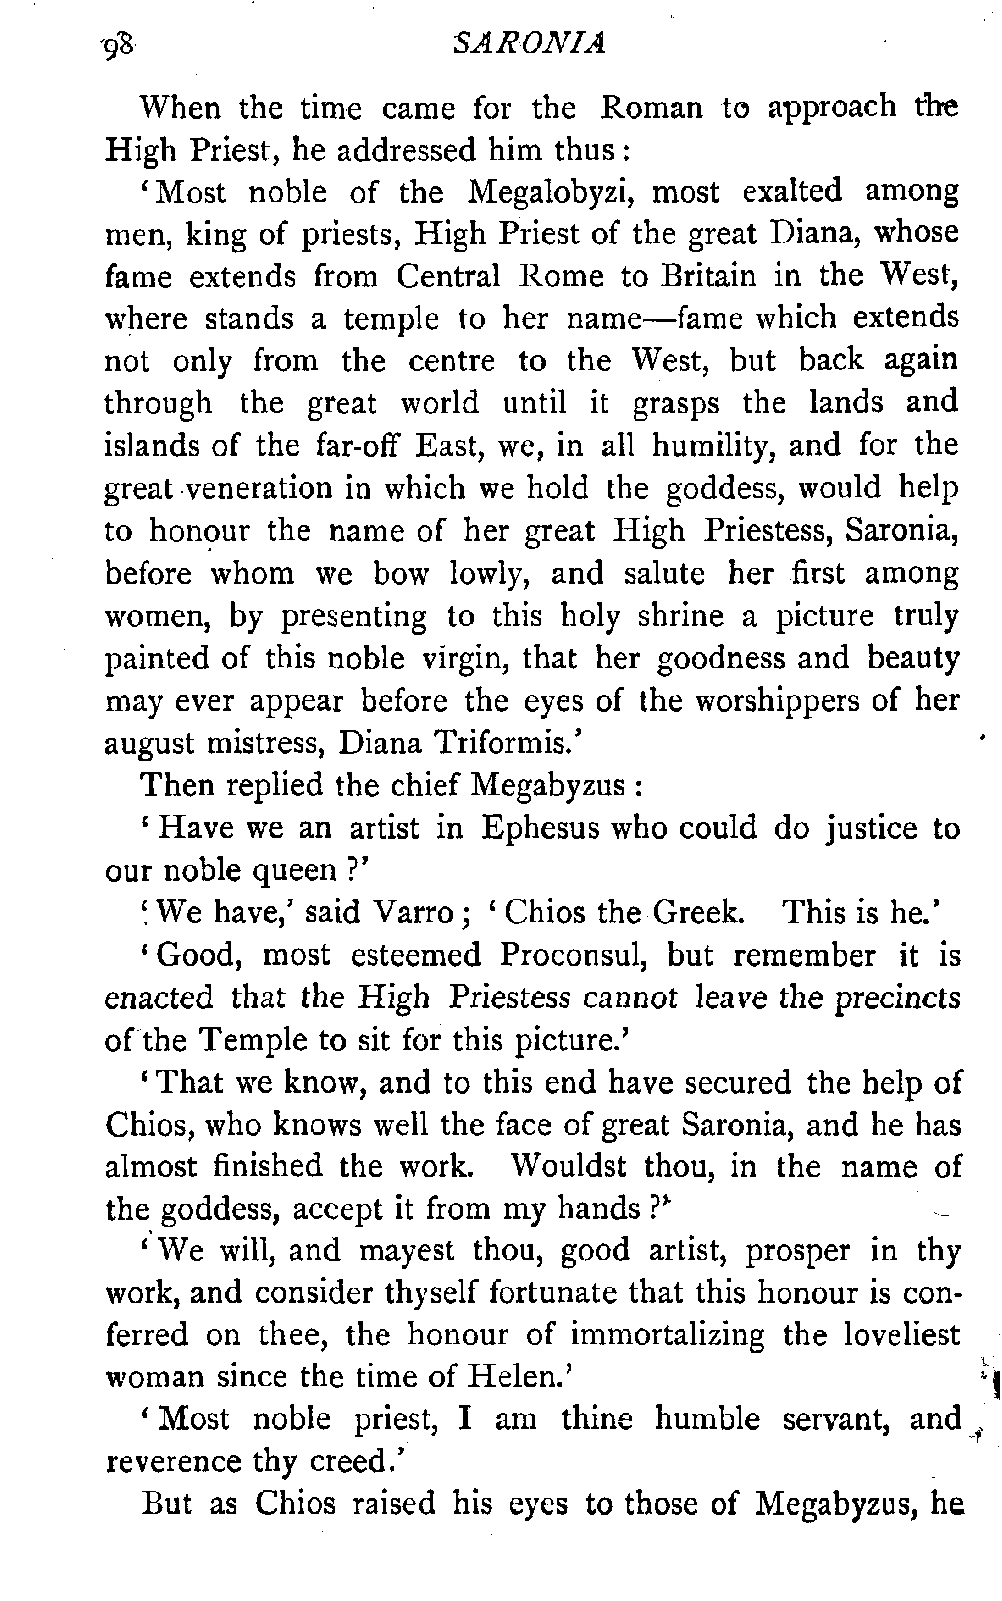 98 SARONIA
When the time came for the Roman to approach the
High Priest, he addressed him thus :
‘ Most noble of the Megalobyzi, most exalted among
men, king of priests, High Priest of the great Diana, whose
fame extends from Central Rome to Britain in the West,
where stands a temple to her name—fame which extends
not only from the centre to the West, but back again
through the great world until it grasps the lands and
islands of the far-off East, we, in all humility, and for the
great veneration in which we hold the goddess, would help
to honour the name of her great High Priestess, Saronia,
before whom we bow lowly, and salute her first among
women, by presenting to this holy shrine a picture truly
painted of this noble virgin, that her goodness and beauty
may ever appear before the eyes of the worshippers of her
august mistress, Diana Triformis.’
Then replied the chief Megabyzus :
‘ Have we an artist in Ephesus who could do justice to
our noble queen ?’
‘ We have,’ said Varro ; ‘ Chios the Greek. This is he.’
‘ Good, most esteemed Proconsul, but remember it is
enacted that the High Priestess cannot leave the precincts
of the Temple to sit for this picture.’
‘ That we know, and to this end have secured the help of
Chios, who knows well the face of great Saronia, and he has
almost finished the work. Wouldst thou, in the name of
the goddess, accept it from my hands ?’
‘ We will, and mayest thou, good artist, prosper in thy
work, and consider thyself fortunate that this honour is con-
ferred on thee, the honour of immortalizing the loveliest
woman since the time of Helen.’
‘ Most noble priest, I am thine humble servant, and
reverence thy creed.’
But as Chios raised his eyes to those of Megabyzus, he